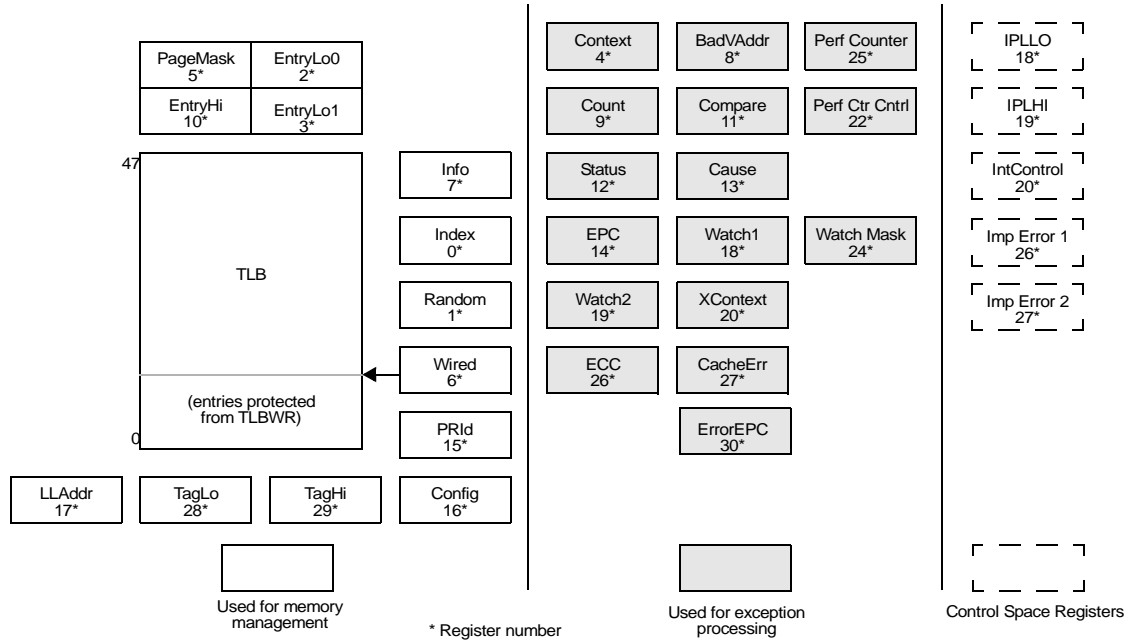 PageMask
5*
EntryLo0
2*
EntryHi
10*
EntryLo1
3*
47
TLB
(entries protected
from TLBWR)
0
Info
7*
Index
0*
Random
1*
Wired
6*
PRId
15*
LLAddr
17*
TagLo
28*
TagHi
29*
Config
16*
Used for memory
management
* Register number
Context
4*
BadVAddr
8*
Perf Counter
25*
Count
9*
Compare
11*
Perf Ctr Cntrl
22*
Status
12*
Cause
13*
EPC
14*
Watch1
18*
Watch Mask
24*
Watch2
19*
XContext
20*
ECC
26*
CacheErr
27*
ErrorEPC
30*
Used for exception
processing
IPLLO
18*
IPLHI
19*
IntControl
20*
Imp Error 1
26*
Imp Error 2
27*
Control Space Registers